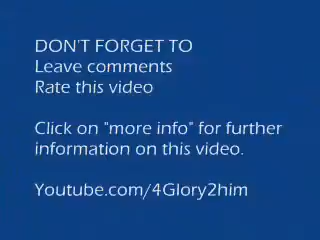 DON'T FORGET TO
Leave comments
Rate this video
Click on "more info" for further
information on this video.
Youtube.com/4Glory2him